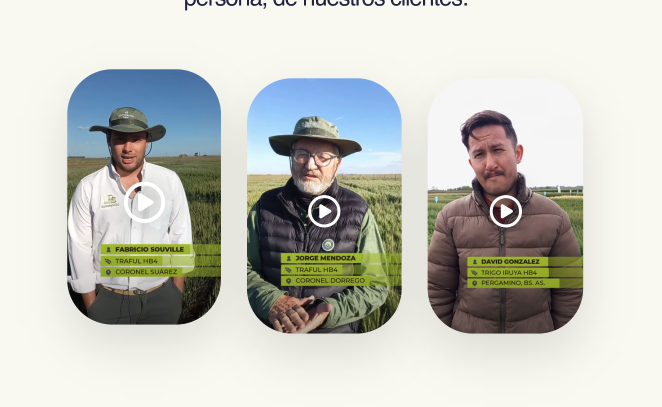 persona, de nuestros clientes.
FABRICIO SOUVILLE
TRAFUL HB4
CORONEL SUÁREZ
JORGE MENDOZA
TRAFUL HB4
CORONEL DORREGO
DAVID GONZALEZ
TRIGO IRUYA HB4
PERGAMINO, BS. AS.